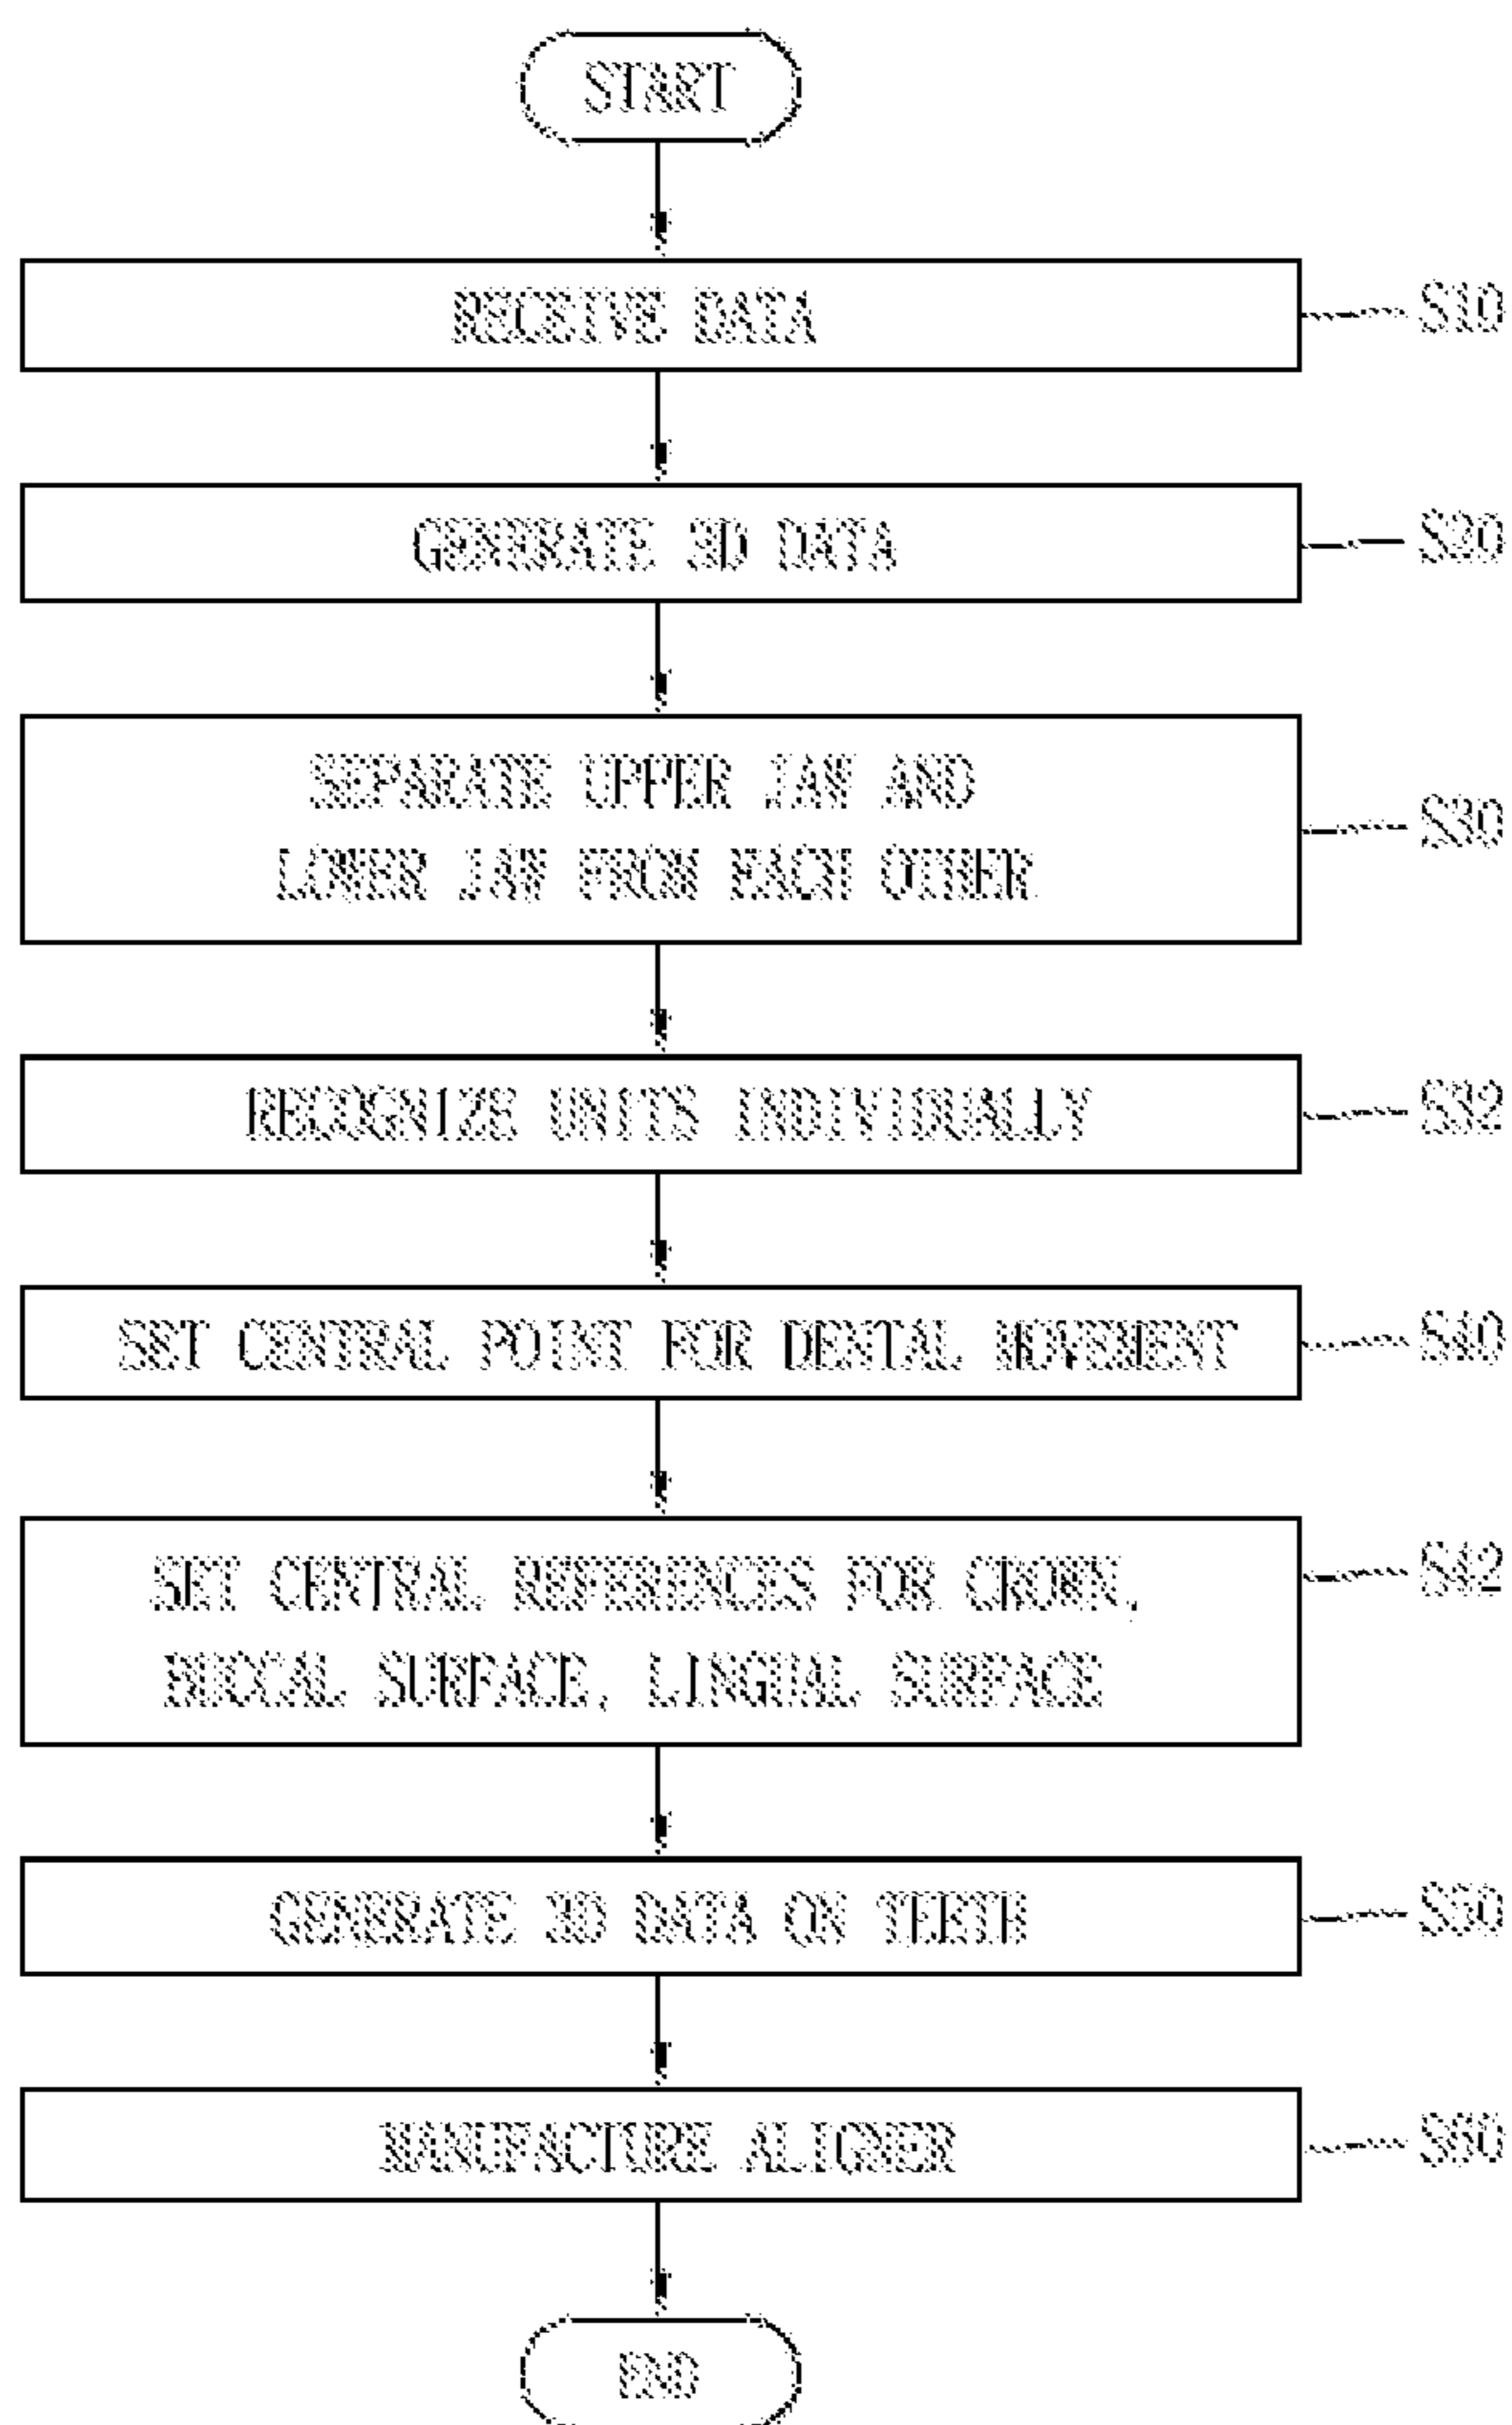 START
RECEIVE DATA
S10
GENERATE 3D DATA
S20
SEPARATE UPPER JAW AND
LOWER JAW FROM EACH OTHER
S30
RECOGNIZE UNITS INDIVIDUALLY
S32
SET CENTRAL POINT FOR DENTAL MOVEMENT
S40
SET CENTRAL REFERENCES FOR CROWN,
BUCCAL SURFACE, LINGUAL SURFACE
S42
GENERATE 3D DATA ON TEETH
S50
MANUFACTURE ALIGNER
S60
END